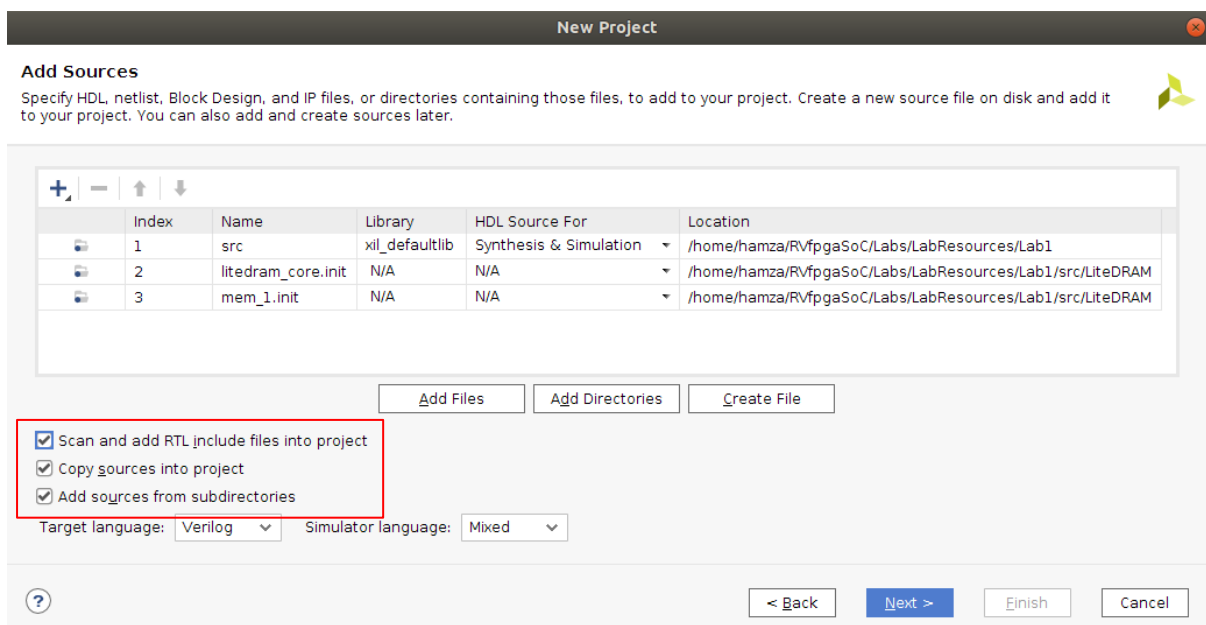 New Project
Add Sources
Specify HDL, netlist, Block Design, and IP files, or directories containing those files, to add to your project. Create a new source file on disk and add it
to your project. You can also add and create sources later.
Index Name Library HDL Source For Location
1 src xil_defaultlib Synthesis & Simulation /home/hamza/RVfpgaSoC/Labs/LabResources/Lab1
2 litedram_core.init N/A N/A /home/hamza/RVfpgaSoC/Labs/LabResources/Lab1/src/LiteDRAM
3 mem_1.init N/A N/A /home/hamza/RVfpgaSoC/Labs/LabResources/Lab1/src/LiteDRAM
Add Files Add Directories Create File
Scan and add RTL include files into project
Copy sources into project
Add sources from subdirectories
Target language: Verilog Simulator language: Mixed
? < Back Next > Finish Cancel